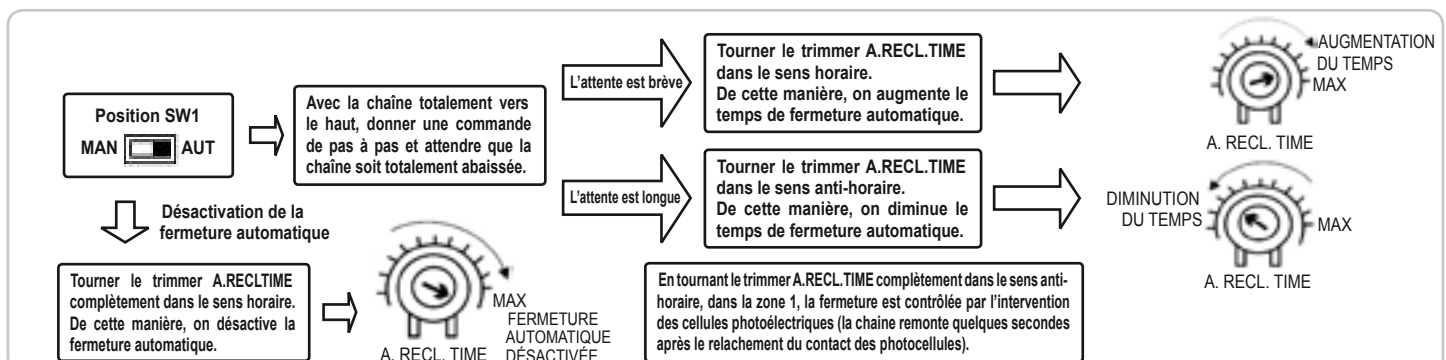 Position SW1
MAN AUT
Avec la chaîne totalement vers
le haut, donner une commande
de pas à pas et attendre que la
chaîne soit totalement abaissée.
L'attente est brève
Tourner le trimmer A.RECL.TIME
dans le sens horaire.
De cette manière, on augmente le
temps de fermeture automatique.
AUGMENTATION
DU TEMPS
MAX
A. RECL. TIME
L'attente est longue
Tourner le trimmer A.RECL.TIME
dans le sens anti-horaire.
De cette manière, on diminue le
temps de fermeture automatique.
DIMINUTION
DU TEMPS
MAX
A. RECL. TIME
Désactivation de la
fermeture automatique
Tourner le trimmer A.RECLTIME
complètement dans le sens horaire.
De cette manière, on désactive la
fermeture automatique.
MAX
FERMETURE
AUTOMATIQUE
DÉSACTIVÉE
A. RECL. TIME
En tournant le trimmer A.RECL.TIME complètement dans le sens anti-
horaire, dans la zone 1, la fermeture est contrôlée par l'intervention
des cellules photoélectriques (la chaine remonte quelques secondes
après le relachement du contact des photocellules).